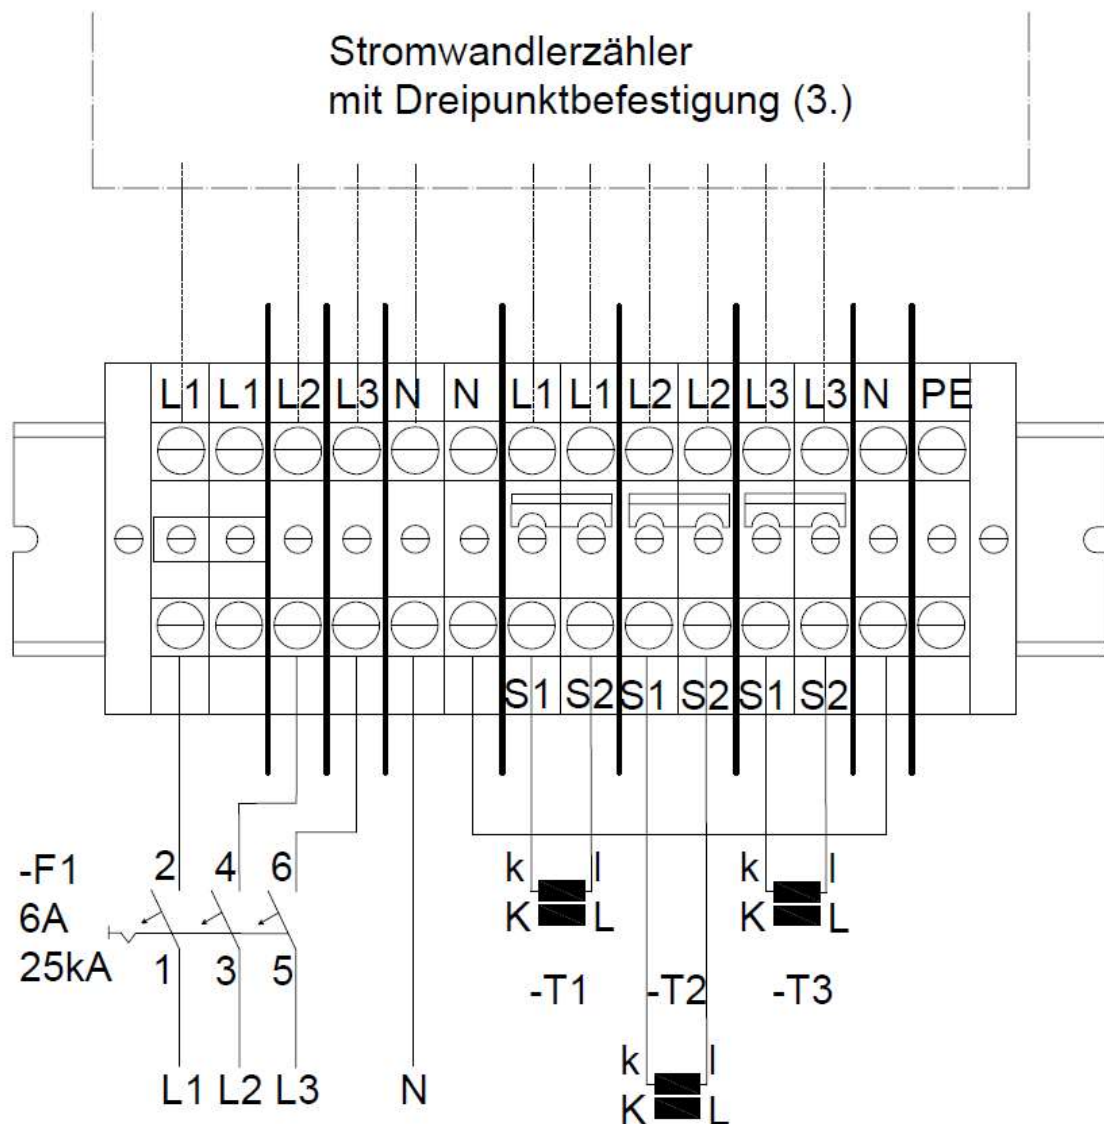 Stromwandlerzähler
mit Dreipunktbefestigung (3.)
L1 L1 L2 L3 N N L1 L1 L2 L2 L3 L3 N PE
S1 S2 S1 S2 S1 S2
-F1 2 4 6
6A
25kA 1 3 5
k l k l
K L K L
-T1 -T2 -T3
k l
L1 L2 L3 N K L